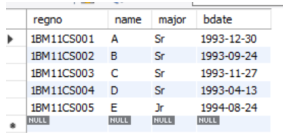 regno name major bdate
1BM11CS001 A Sr 1993-12-30
1BM11CS002 B Sr 1993-09-24
1BM11CS003 C Sr 1993-11-27
1BM11CS004 D Sr 1993-04-13
1BM11CS005 E Jr 1994-08-24
NULL NULL NULL NULL